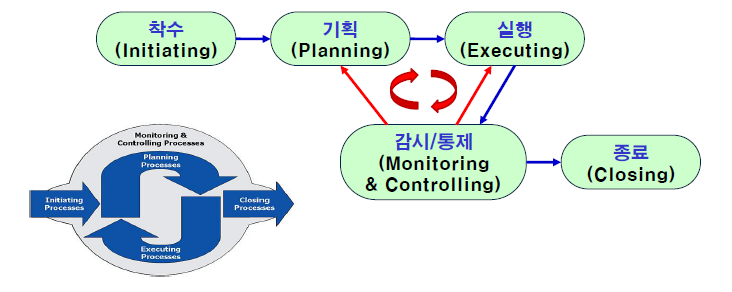 착수
(Initiating)
기획
(Planning)
실행
(Executing)
감시/통제
(Monitoring
& Controlling)
종료
(Closing)
Monitoring &
Controlling Processes
Planning
Processes
Initiating
Processes
Closing
Processes
Executing
Processes